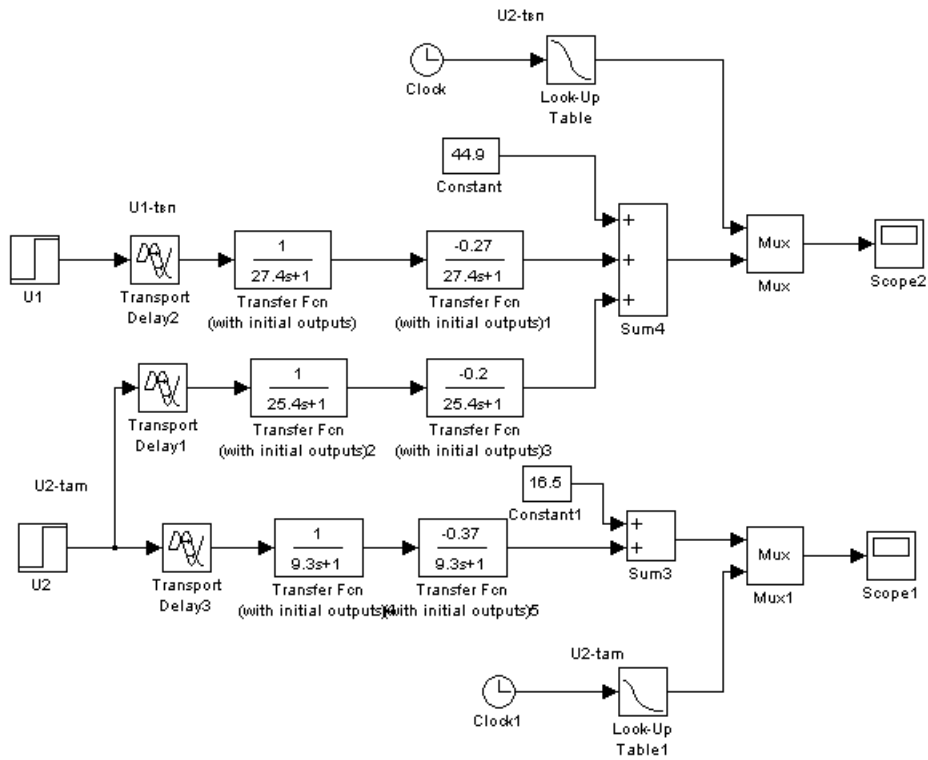 U2-tвп
Clock
Look-Up
Table
44.9
Constant
U1-tвп
U1
Transport
Delay2
1
27.4s+1
Transfer Fcn
(with initial outputs)
-0.27
27.4s+1
Transfer Fcn
(with initial outputs)1
+
+
+
Sum4
Mux
Mux
Scope2
Transport
Delay1
1
25.4s+1
Transfer Fcn
(with initial outputs)2
-0.2
25.4s+1
Transfer Fcn
(with initial outputs)3
U2-tam
U2
Transport
Delay3
1
9.3s+1
Transfer Fcn
(with initial outputs)4
-0.37
9.3s+1
Transfer Fcn
(with initial outputs)5
16.5
Constant1
+
+
Sum3
Mux
Mux1
Scope1
U2-tam
Clock1
Look-Up
Table1